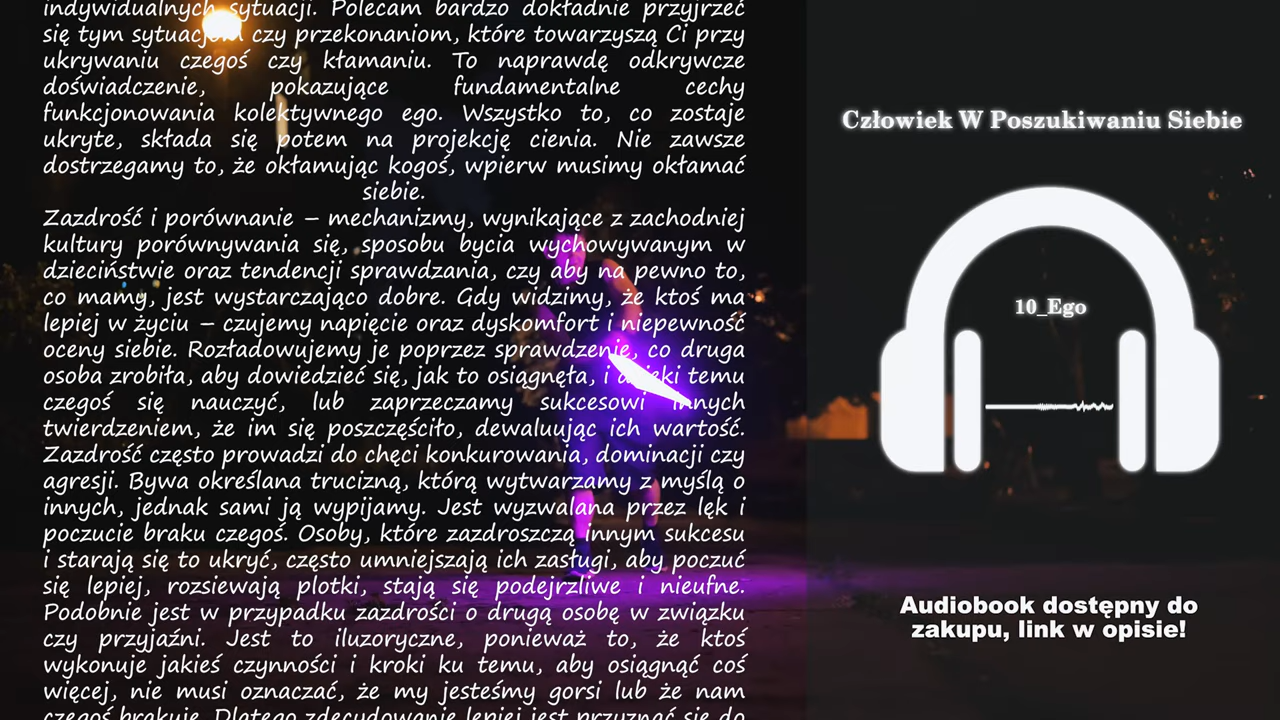 indywidualnych sytuacji. Polecam bardzo dokładnie przyjrzeć
się tym sytuacjom czy przekonaniom, które towarzyszą Ci przy
ukrywaniu czegoś czy kłamaniu. To naprawdę odkrywcze
doświadczenie, pokazujące fundamentalne cechy
funkcjonowania kolektywnego ego. Wszystko to, co zostaje
ukryte, składa się potem na projekcję cienia. Nie zawsze
dostrzegamy to, że okłamując kogoś, wpierw musimy okłamać
siebie.
Zazdrość i porównanie – mechanizmy, wynikające z zachodniej
kultury porównywania się, sposobu bycia wychowywanym w
dzieciństwie oraz tendencji sprawdzania, czy aby na pewno to,
co mamy, jest wystarczająco dobre. Gdy widzimy, że ktoś ma
lepiej w życiu – czujemy napięcie oraz dyskomfort i niepewność
oceny siebie. Rozładowujemy je poprzez sprawdzenie, co druga
osoba zrobiła, aby dowiedzieć się, jak to osiągnęła, i dzięki temu
czegoś się nauczyć, lub zaprzeczamy sukcesowi innych
twierdzeniem, że im się poszczęściło, dewaluując ich wartość.
Zazdrość często prowadzi do chęci konkurowania, dominacji czy
agresji. Bywa określana trucizną, którą wytwarzamy z myślą o
innych, jednak sami ją wypijamy. Jest wyzwalana przez lęk i
poczucie braku czegoś. Osoby, które zazdroszczą innym sukcesu
i starają się to ukryć, często umniejszają ich zasługi, aby poczuć
się lepiej, rozsiewają plotki, stają się podejrzliwe i nieufne.
Podobnie jest w przypadku zazdrości o drugą osobę w związku
czy przyjaźni. Jest to iluzoryczne, ponieważ to, że ktoś
wykonuje jakieś czynności i kroki ku temu, aby osiągnąć coś
więcej, nie musi oznaczać, że my jesteśmy gorsi lub że nam
czegoś brakuje. Dlatego zdecydowanie lepiej jest przyznać się do
Człowiek W Poszukiwaniu Siebie
10_Ego
Audiobook dostępny do
zakupu, link w opisie!